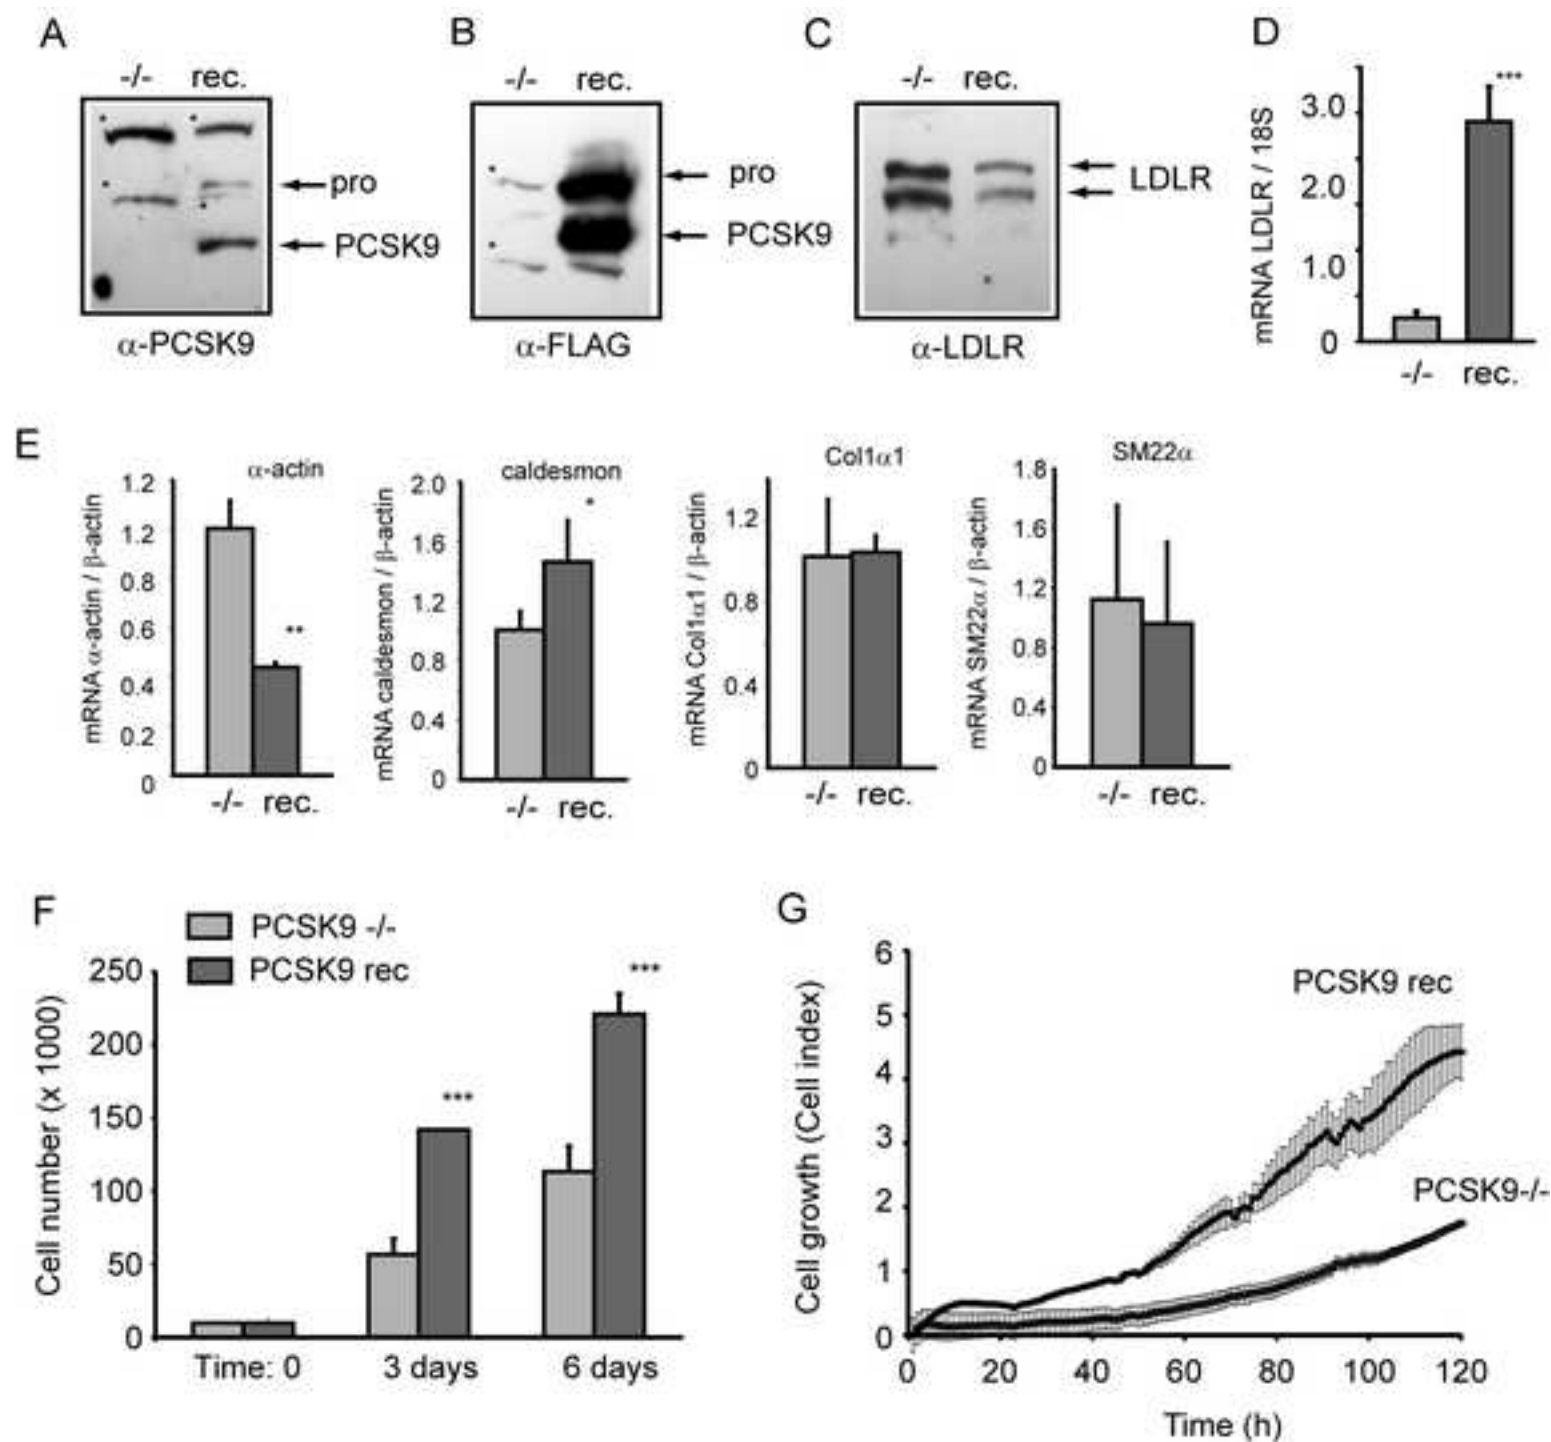 A
-/- rec.
pro
PCSK9
α-PCSK9
B
-/- rec.
pro
PCSK9
α-FLAG
C
-/- rec.
LDLR
α-LDLR
D
mRNA LDLR / 18S
3.0
2.0
1.0
0
***
-/- rec.
E
α-actin
mRNA α-actin / β-actin
1.2
1.2
0.8
0.6
0.4
0.2
0
**
-/- rec.
caldesmon
mRNA caldesmon / β-actin
2.0
1.6
1.2
0.8
0.4
0
*
-/- rec.
Col1α1
mRNA Col1α1 / β-actin
1.2
0.8
0.4
0
-/- rec.
SM22α
mRNA SM22α / β-actin
1.8
1.6
1.2
0.8
0.4
0
-/- rec.
F
PCSK9 -/-
PCSK9 rec
Cell number (x 1000)
250
200
150
100
50
0
***
***
Time: 0 3 days 6 days
G
Cell growth (Cell index)
6
5
4
3
2
1
0
PCSK9 rec
PCSK9-/-
0 20 40 60 80 100 120
Time (h)